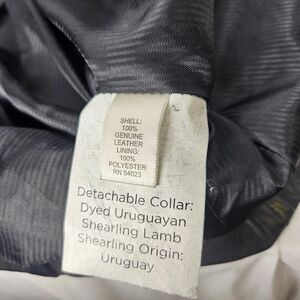 SHELL:
100%
GENUINE
LEATHER
LINING:
100%
POLYESTER
RN 54023
Detachable Collar:
Dyed Uruguayan
Shearling Lamb
Shearling Origin:
Uruguay